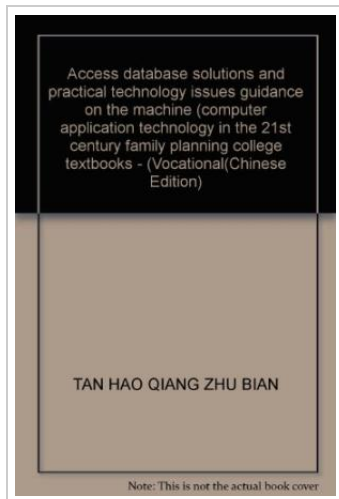 Access database solutions and
practical technology issues guidance
on the machine (computer
application technology in the 21st
century family planning college
textbooks - (Vocational(Chinese
Edition)
TAN HAO QIANG ZHU BIAN
Note: This is not the actual book cover